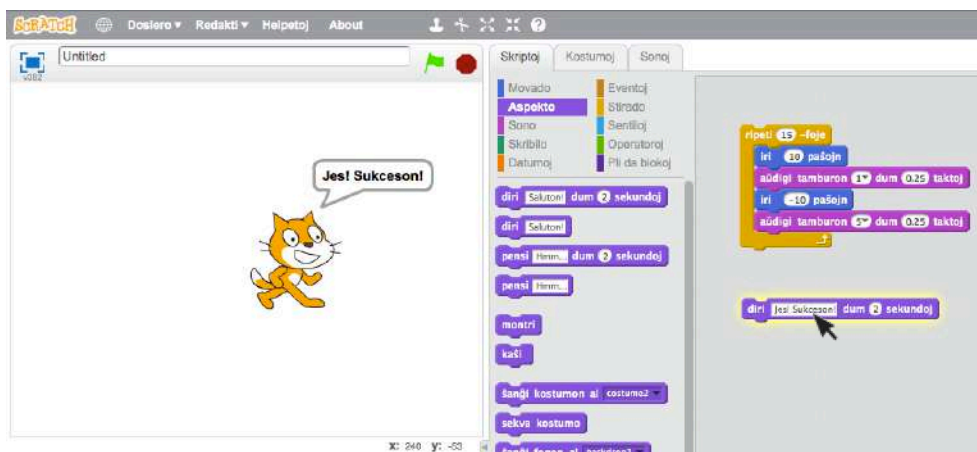 SCRATCH Dosiero Redakti Helpetoj About
v382
Untitled
Jes! Sukceson!
x: 240 y: -53
Skriptoj Kostumoj Sonoj
Movado Eventoj
Aspekto Stirado
Sono Sentiloj
Skribilo Operatoroj
Datumoj Pli da blokoj
diri Saluton! dum 2 sekundoj
diri Saluton!
pensi Hmm... dum 2 sekundoj
pensi Hmm...
montri
kaŝi
ŝanĝi kostumon al costume2
sekva kostumo
ripeti 15 -foje
iri 10 paŝojn
aŭdigi tamburon 1 dum 0.25 taktoj
iri -10 paŝojn
aŭdigi tamburon 5 dum 0.25 taktoj
diri Jes! Sukceson! dum 2 sekundoj